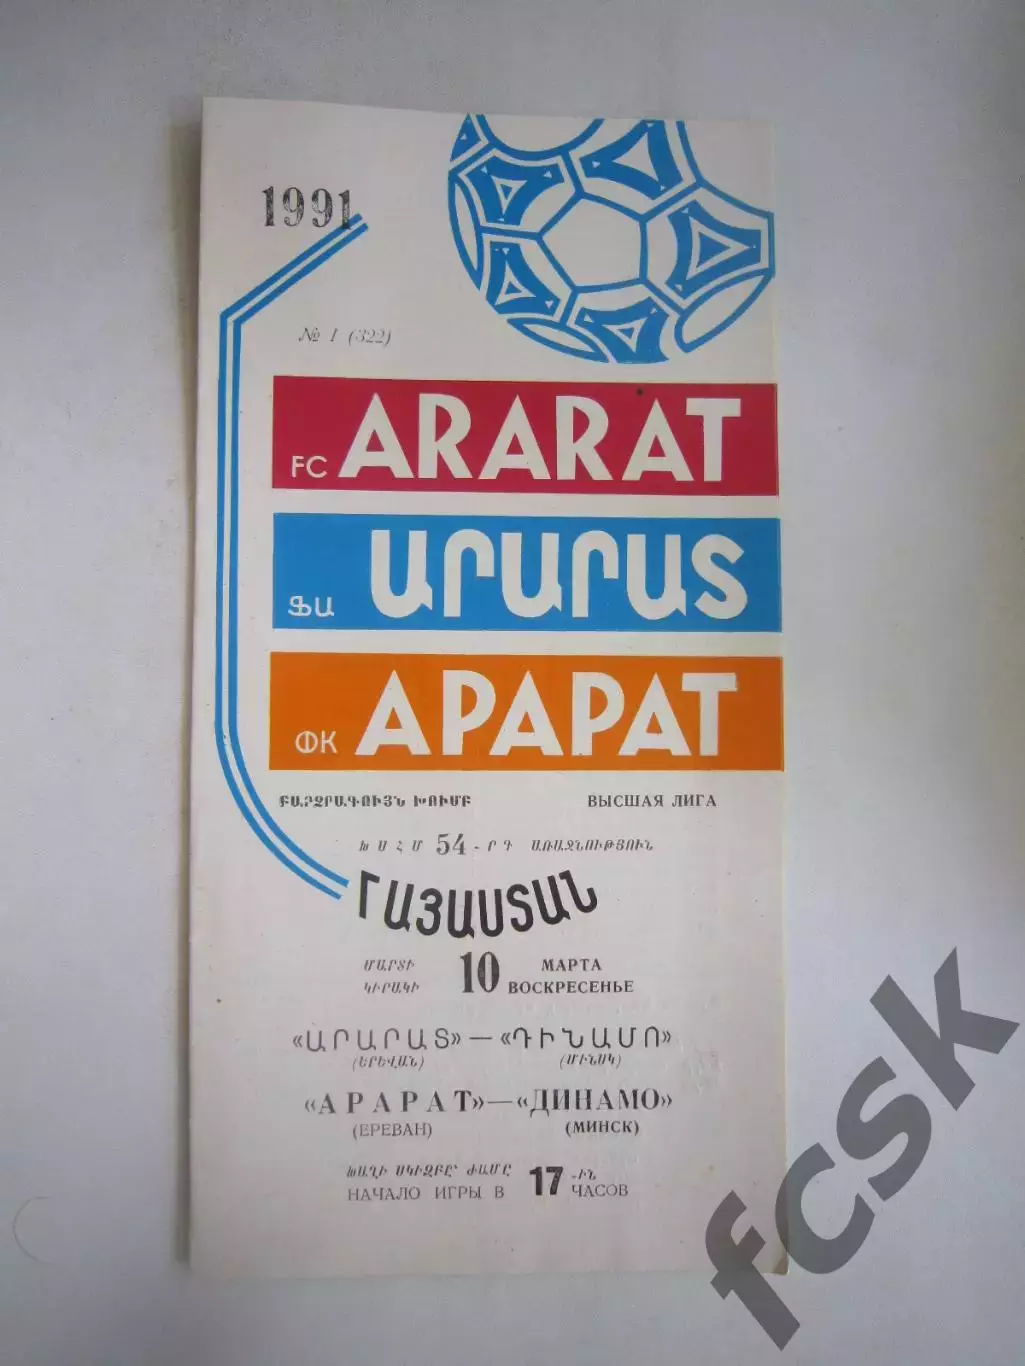 1991
№ 1 (322)
FC ARARAT
ՖԱ ԱՐԱՐԱՏ
ФК АРАРАТ
ԲԱՐՁՐԱԳՈՒՅՆ ԽՈՒՄԲ ВЫСШАЯ ЛИГА
ԽՍՀՄ 54-ՐԴ ԱՌԱՋՆՈՒԹՅՈՒՆ
ՀԱՅԱՍՏԱՆ
ՄԱՐՏԻ 10 МАРТА
ԿԻՐԱԿԻ ВОСКРЕСЕНЬЕ
«ԱՐԱՐԱՏ»—«ԴԻՆԱՄՈ»
(ԵՐԵՎԱՆ) (ՄԻՆՍԿ)
«АРАРАТ»—«ДИНАМО»
(ЕРЕВАН) (МИНСК)
ԽԱՂԻ ՍԿԻԶԲԸ՝ ԺԱՄԸ 17-ԻՆ
НАЧАЛО ИГРЫ В 17 ЧАСОВ
fcsk